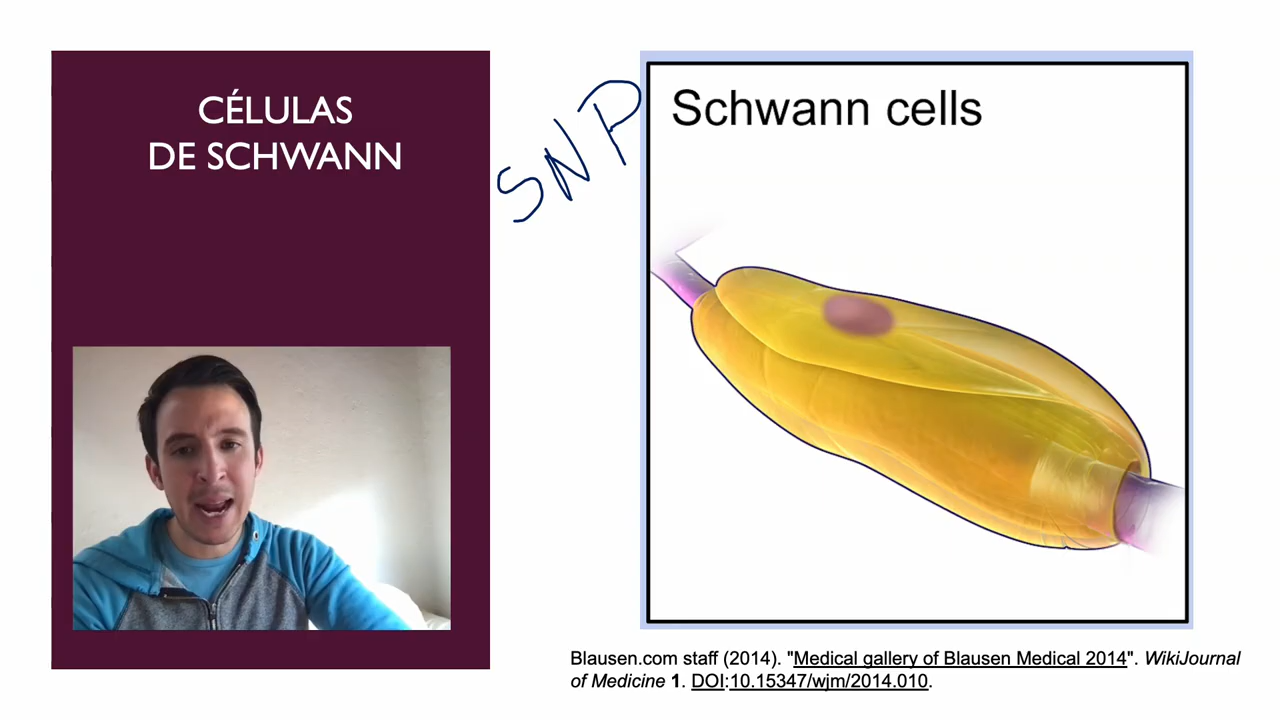 CÉLULAS
DE SCHWANN
SNP
Schwann cells
Blausen.com staff (2014). "Medical gallery of Blausen Medical 2014". WikiJournal
of Medicine 1. DOI:10.15347/wjm/2014.010.